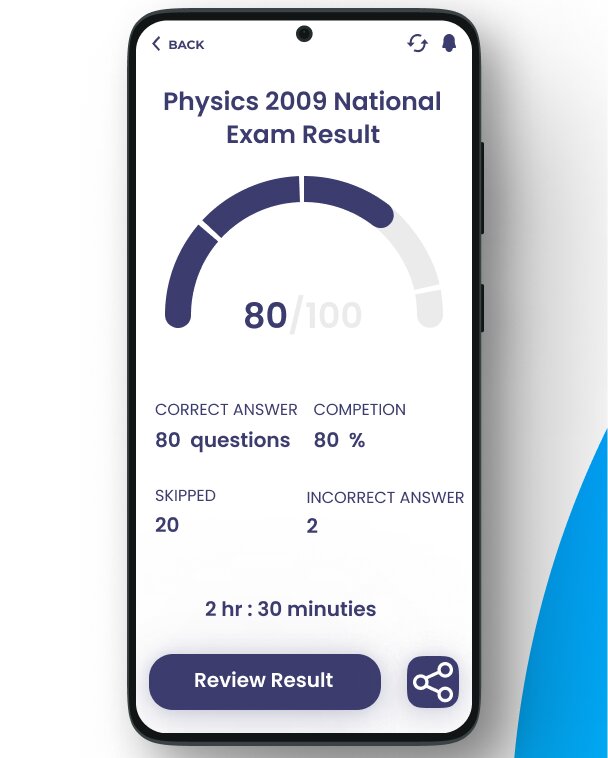 BACK
Physics 2009 National
Exam Result
80/100
CORRECT ANSWER COMPETION
80 questions 80 %
SKIPPED INCORRECT ANSWER
20 2
2 hr : 30 minuties
Review Result